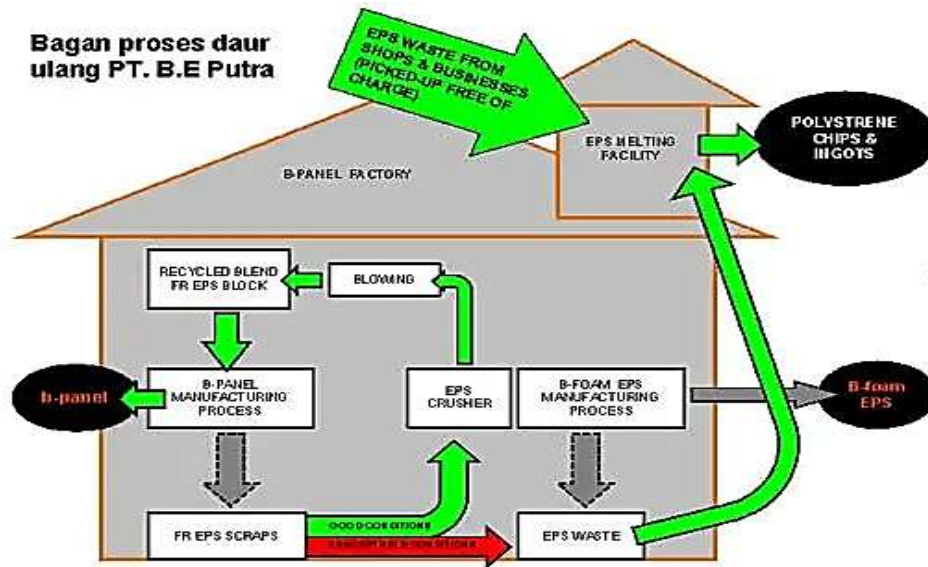 Bagan proses daur
ulang PT. B.E Putra
EPS WASTE FROM
SHOPS & BUSINESSES
(PICKED-UP FREE OF
CHARGE)
EPS MELTING
FACILITY
POLYSTRENE
CHIPS &
INGOTS
B-PANEL FACTORY
RECYCLED BLEND
FR EPS BLOCK
BLOWING
b-panel
B-PANEL
MANUFACTURING
PROCESS
EPS
CRUSHER
B-FOAM EPS
MANUFACTURING
PROCESS
B-foam
EPS
FR EPS SCRAPS
GOOD CONDITIONS
EPS WASTE